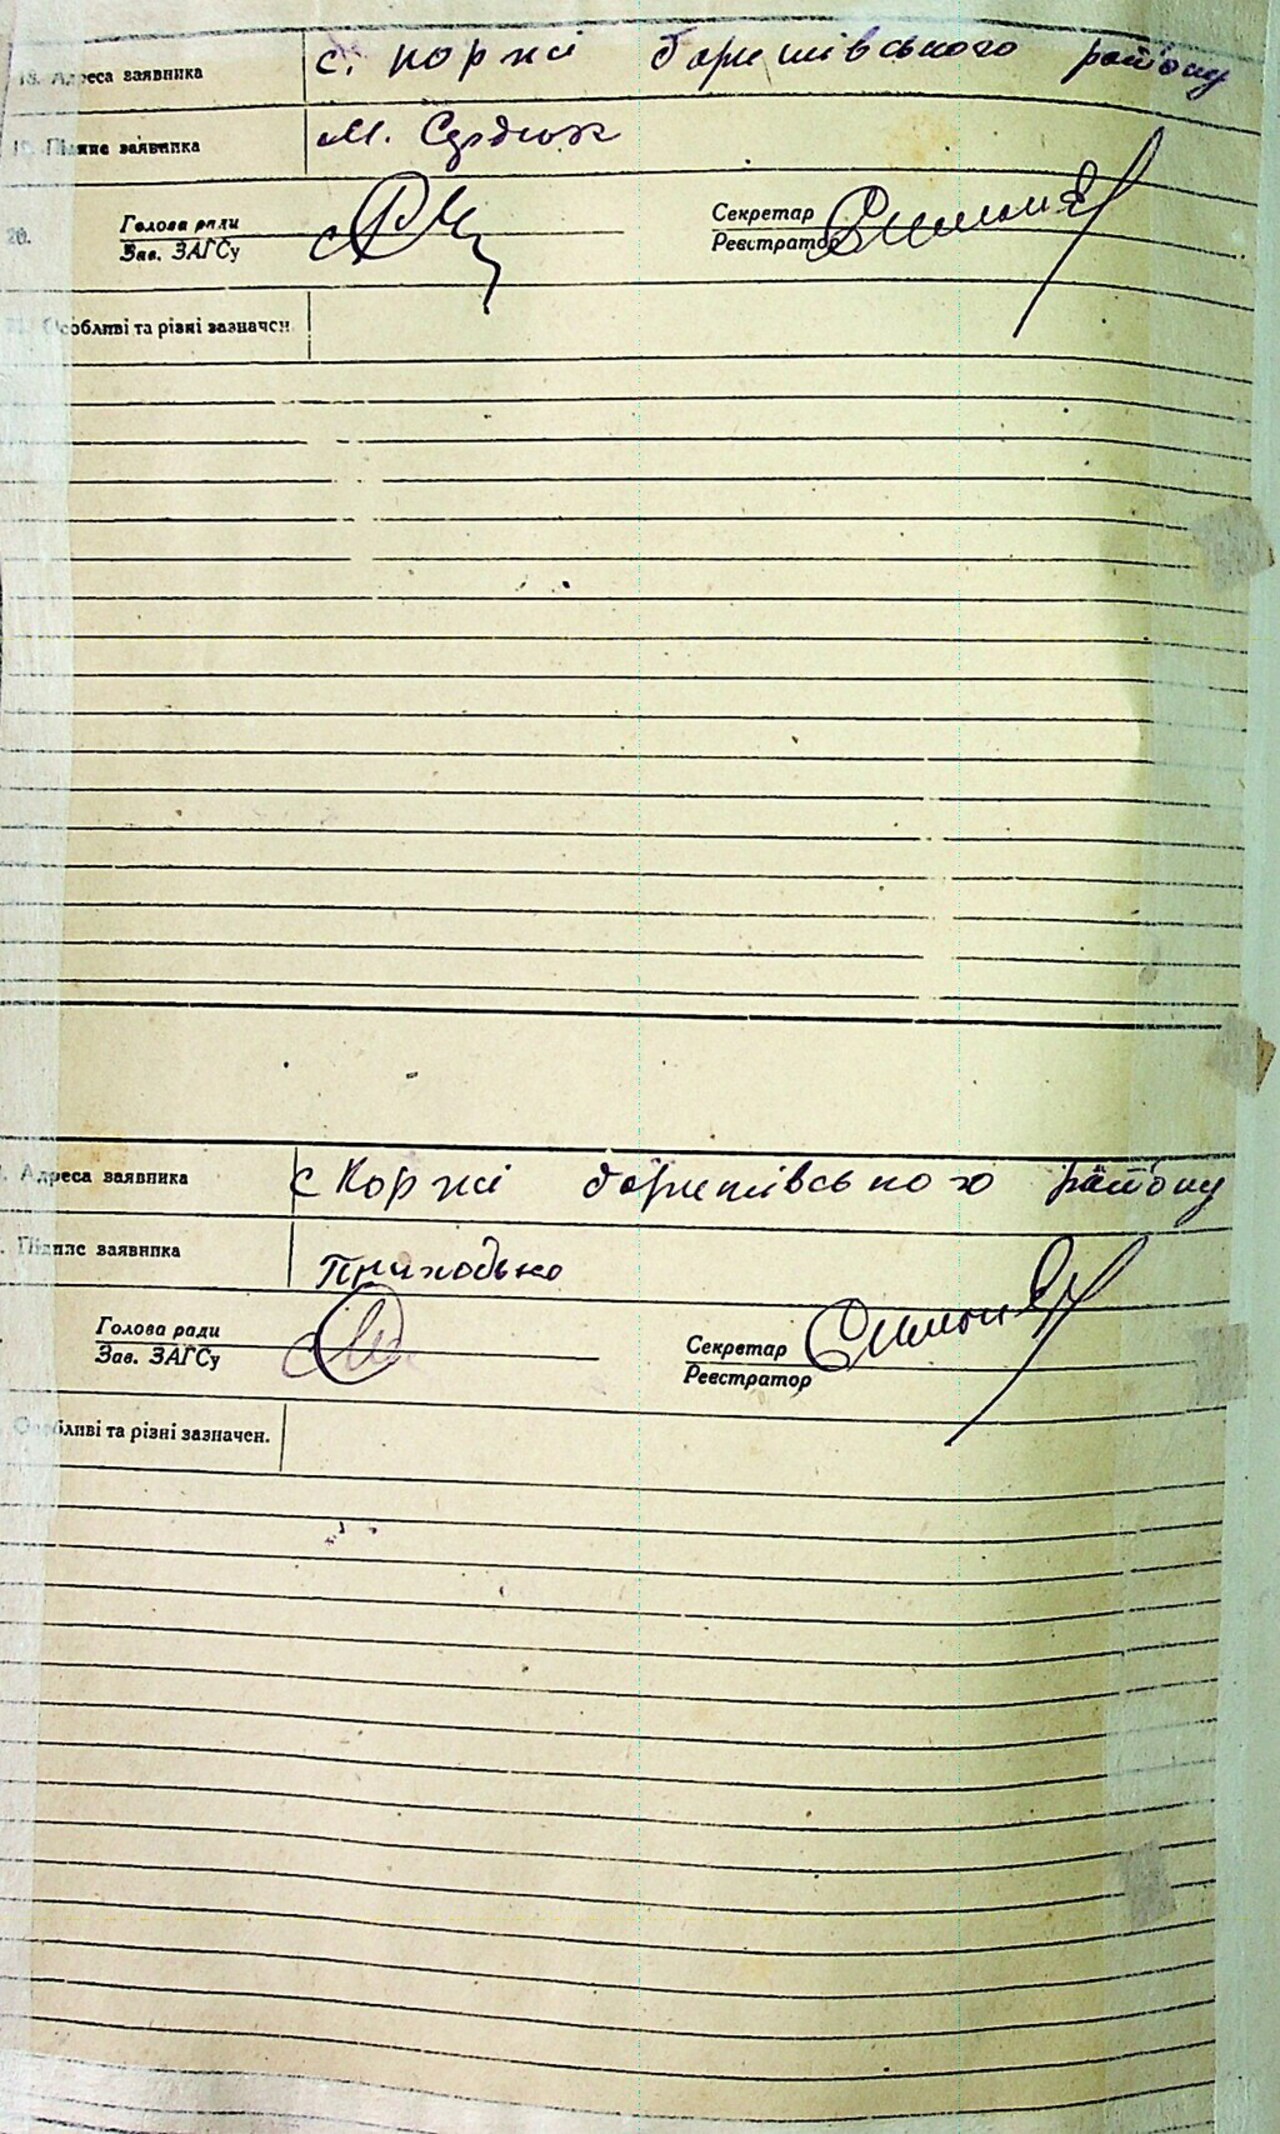 18. Адреса заявника с. коржі баришівського району
19. Підпис заявника М. Сердюк
20. Голова ради Секретар
Зав. ЗАГСу Реєстратор
21. Особливі та різні зазначен.
Адреса заявника с Коржі баришівського району
Підпис заявника Приходько
Голова ради Секретар
Зав. ЗАГСу Реєстратор
Особливі та різні зазначен.